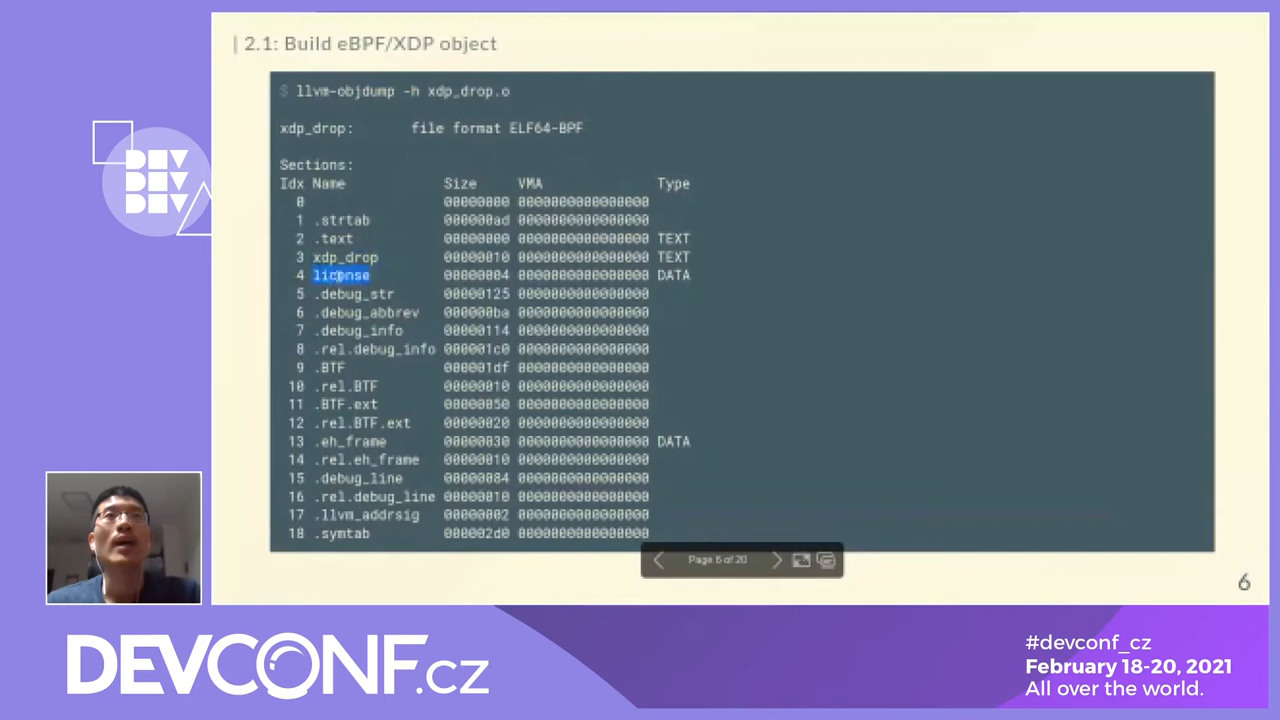 | 2.1: Build eBPF/XDP object
$ llvm-objdump -h xdp_drop.o
xdp_drop: file format ELF64-BPF
Sections:
Idx Name Size VMA Type
0 00000000 0000000000000000
1 .strtab 000000ad 0000000000000000
2 .text 00000000 0000000000000000 TEXT
3 xdp_drop 00000010 0000000000000000 TEXT
4 license 00000004 0000000000000000 DATA
5 .debug_str 00000125 0000000000000000
6 .debug_abbrev 000000ba 0000000000000000
7 .debug_info 00000114 0000000000000000
8 .rel.debug_info 000001c0 0000000000000000
9 .BTF 000001df 0000000000000000
10 .rel.BTF 00000010 0000000000000000
11 .BTF.ext 00000050 0000000000000000
12 .rel.BTF.ext 00000020 0000000000000000
13 .eh_frame 00000030 0000000000000000 DATA
14 .rel.eh_frame 00000010 0000000000000000
15 .debug_line 00000084 0000000000000000
16 .rel.debug_line 00000010 0000000000000000
17 .llvm_addrsig 00000002 0000000000000000
18 .symtab 000002d0 0000000000000000
Page 6 of 20
6
DEV
DEV
DEV
DEVCONF.cz
#devconf_cz
February 18-20, 2021
All over the world.